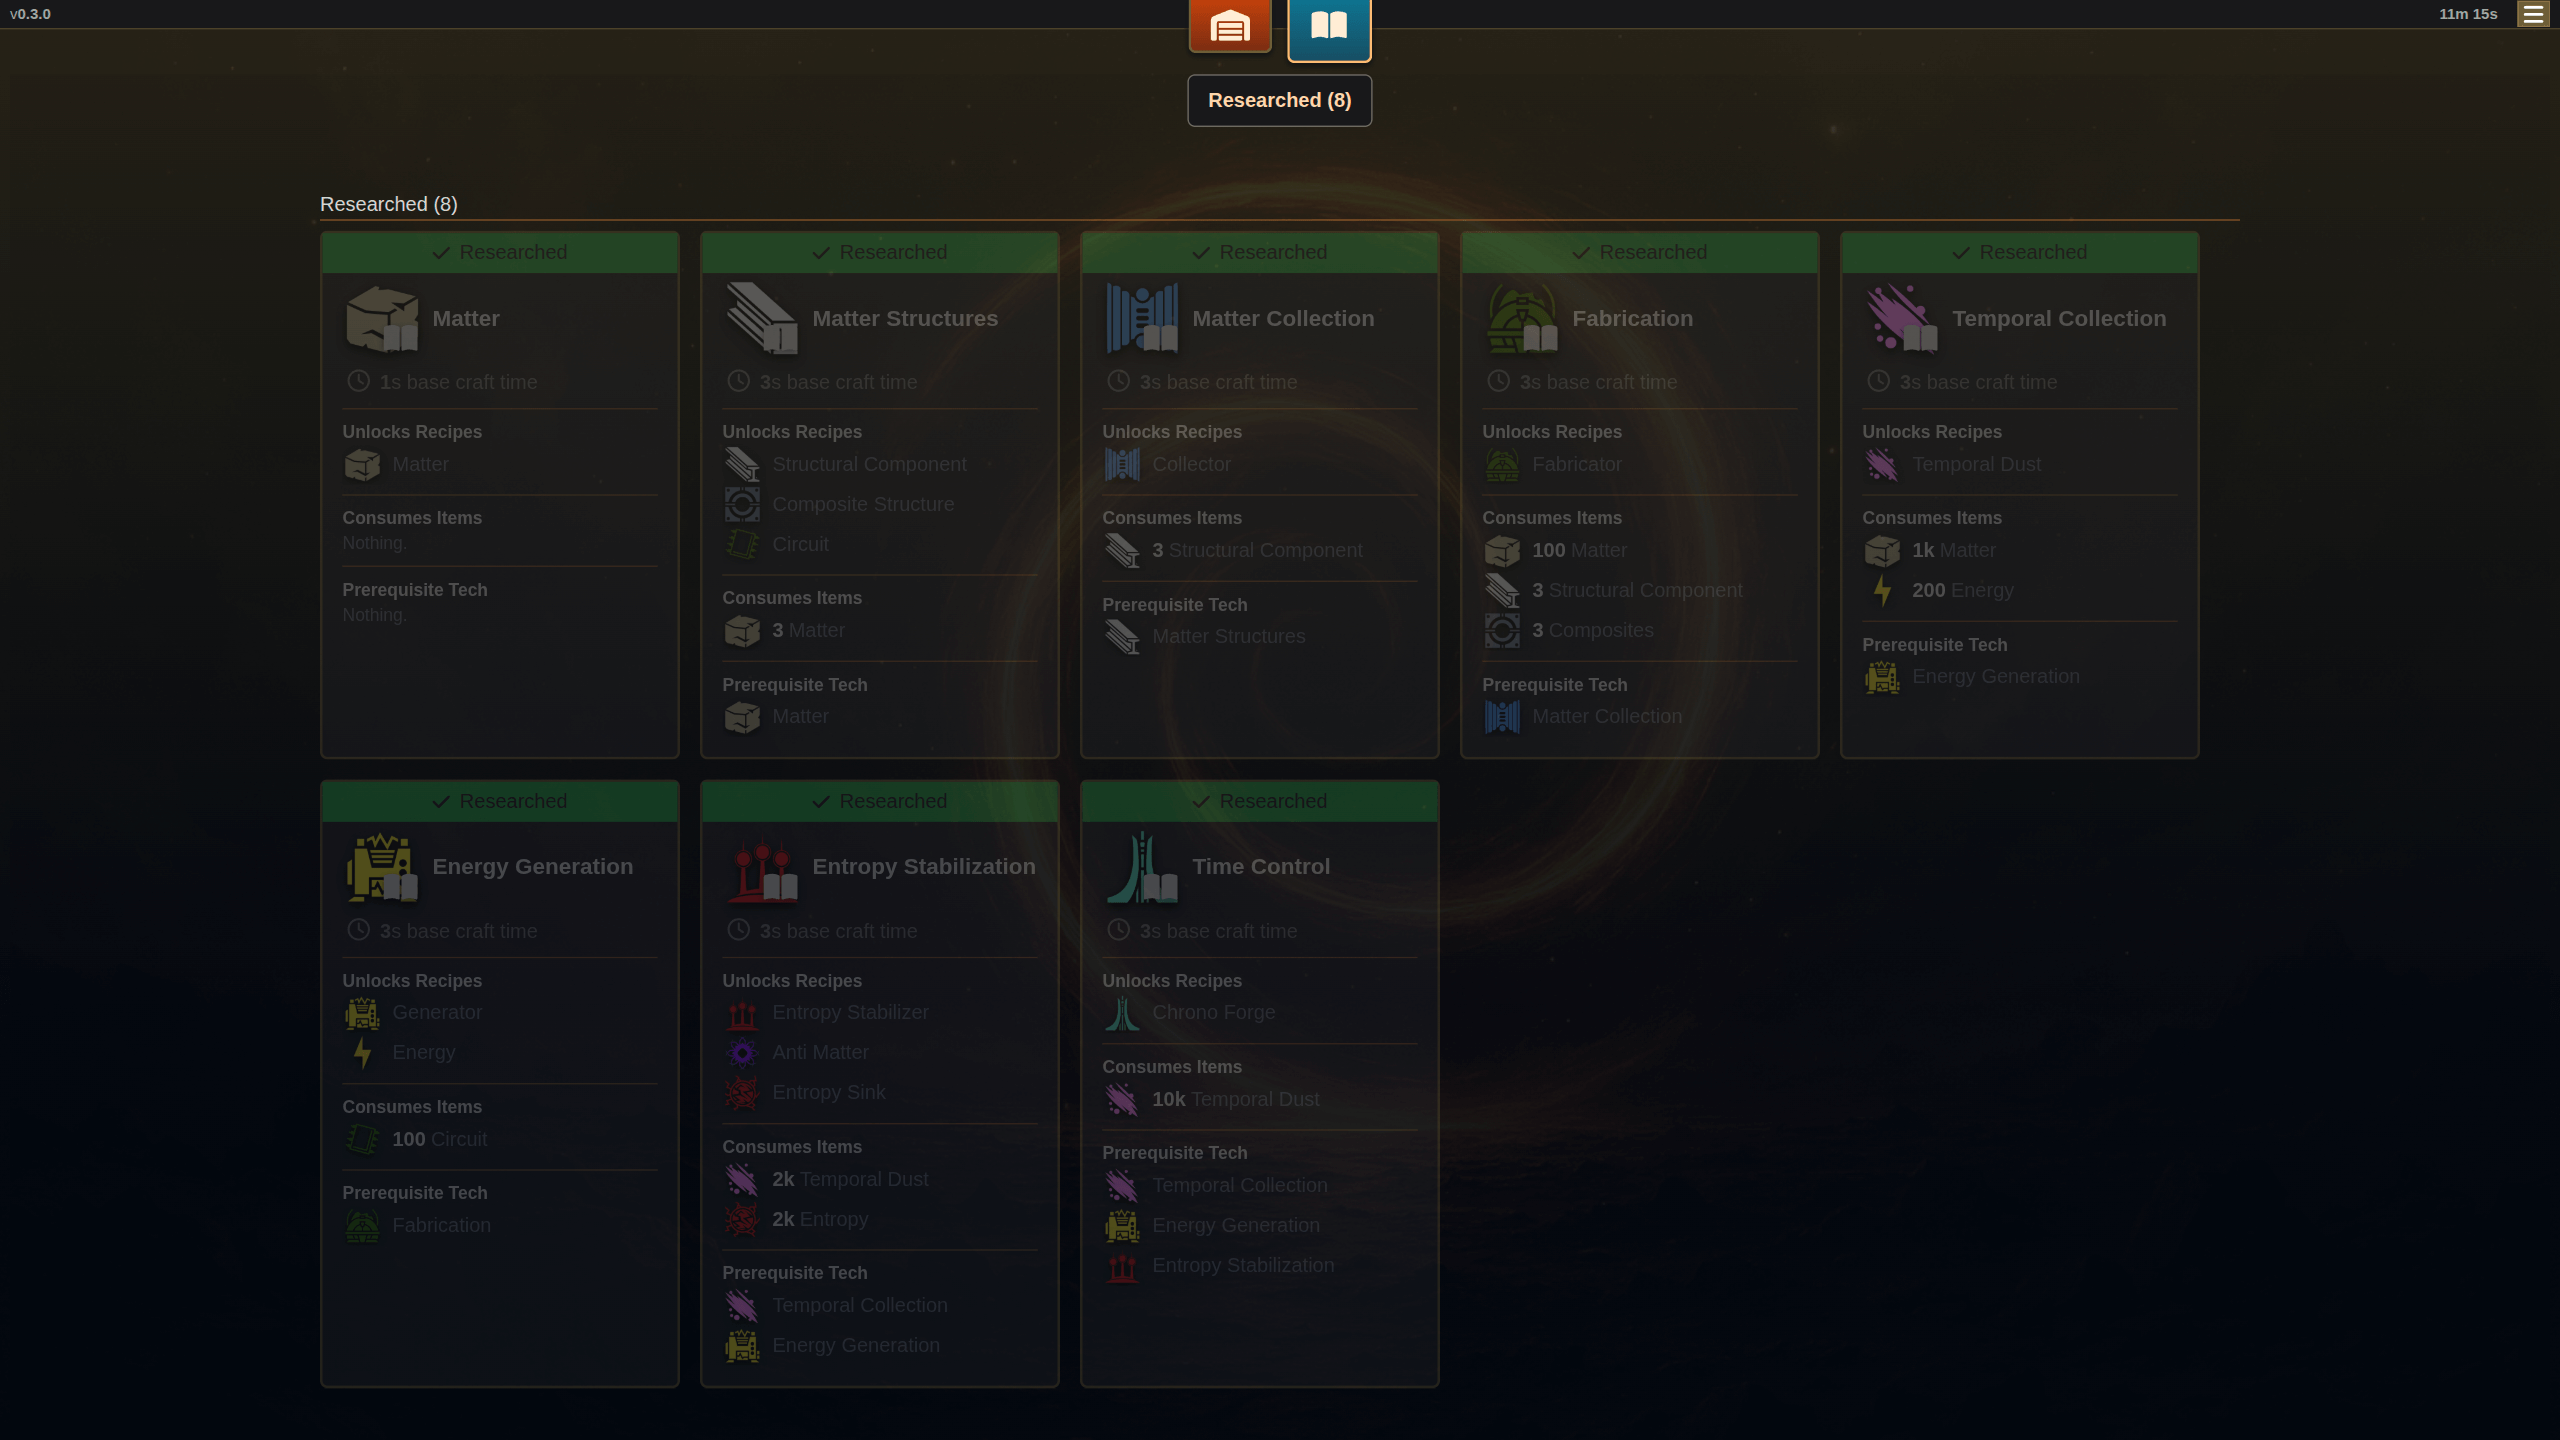 v0.3.0
11m 15s
Researched (8)
Researched (8)
Researched
Matter
1s base craft time
Unlocks Recipes
Matter
Consumes Items
Nothing.
Prerequisite Tech
Nothing.
Researched
Matter Structures
3s base craft time
Unlocks Recipes
Structural Component
Composite Structure
Circuit
Consumes Items
3 Matter
Prerequisite Tech
Matter
Researched
Matter Collection
3s base craft time
Unlocks Recipes
Collector
Consumes Items
3 Structural Component
Prerequisite Tech
Matter Structures
Researched
Fabrication
3s base craft time
Unlocks Recipes
Fabricator
Consumes Items
100 Matter
3 Structural Component
3 Composites
Prerequisite Tech
Matter Collection
Researched
Temporal Collection
3s base craft time
Unlocks Recipes
Temporal Dust
Consumes Items
1k Matter
200 Energy
Prerequisite Tech
Energy Generation
Researched
Energy Generation
3s base craft time
Unlocks Recipes
Generator
Energy
Consumes Items
100 Circuit
Prerequisite Tech
Fabrication
Researched
Entropy Stabilization
3s base craft time
Unlocks Recipes
Entropy Stabilizer
Anti Matter
Entropy Sink
Consumes Items
2k Temporal Dust
2k Entropy
Prerequisite Tech
Temporal Collection
Energy Generation
Researched
Time Control
3s base craft time
Unlocks Recipes
Chrono Forge
Consumes Items
10k Temporal Dust
Prerequisite Tech
Temporal Collection
Energy Generation
Entropy Stabilization